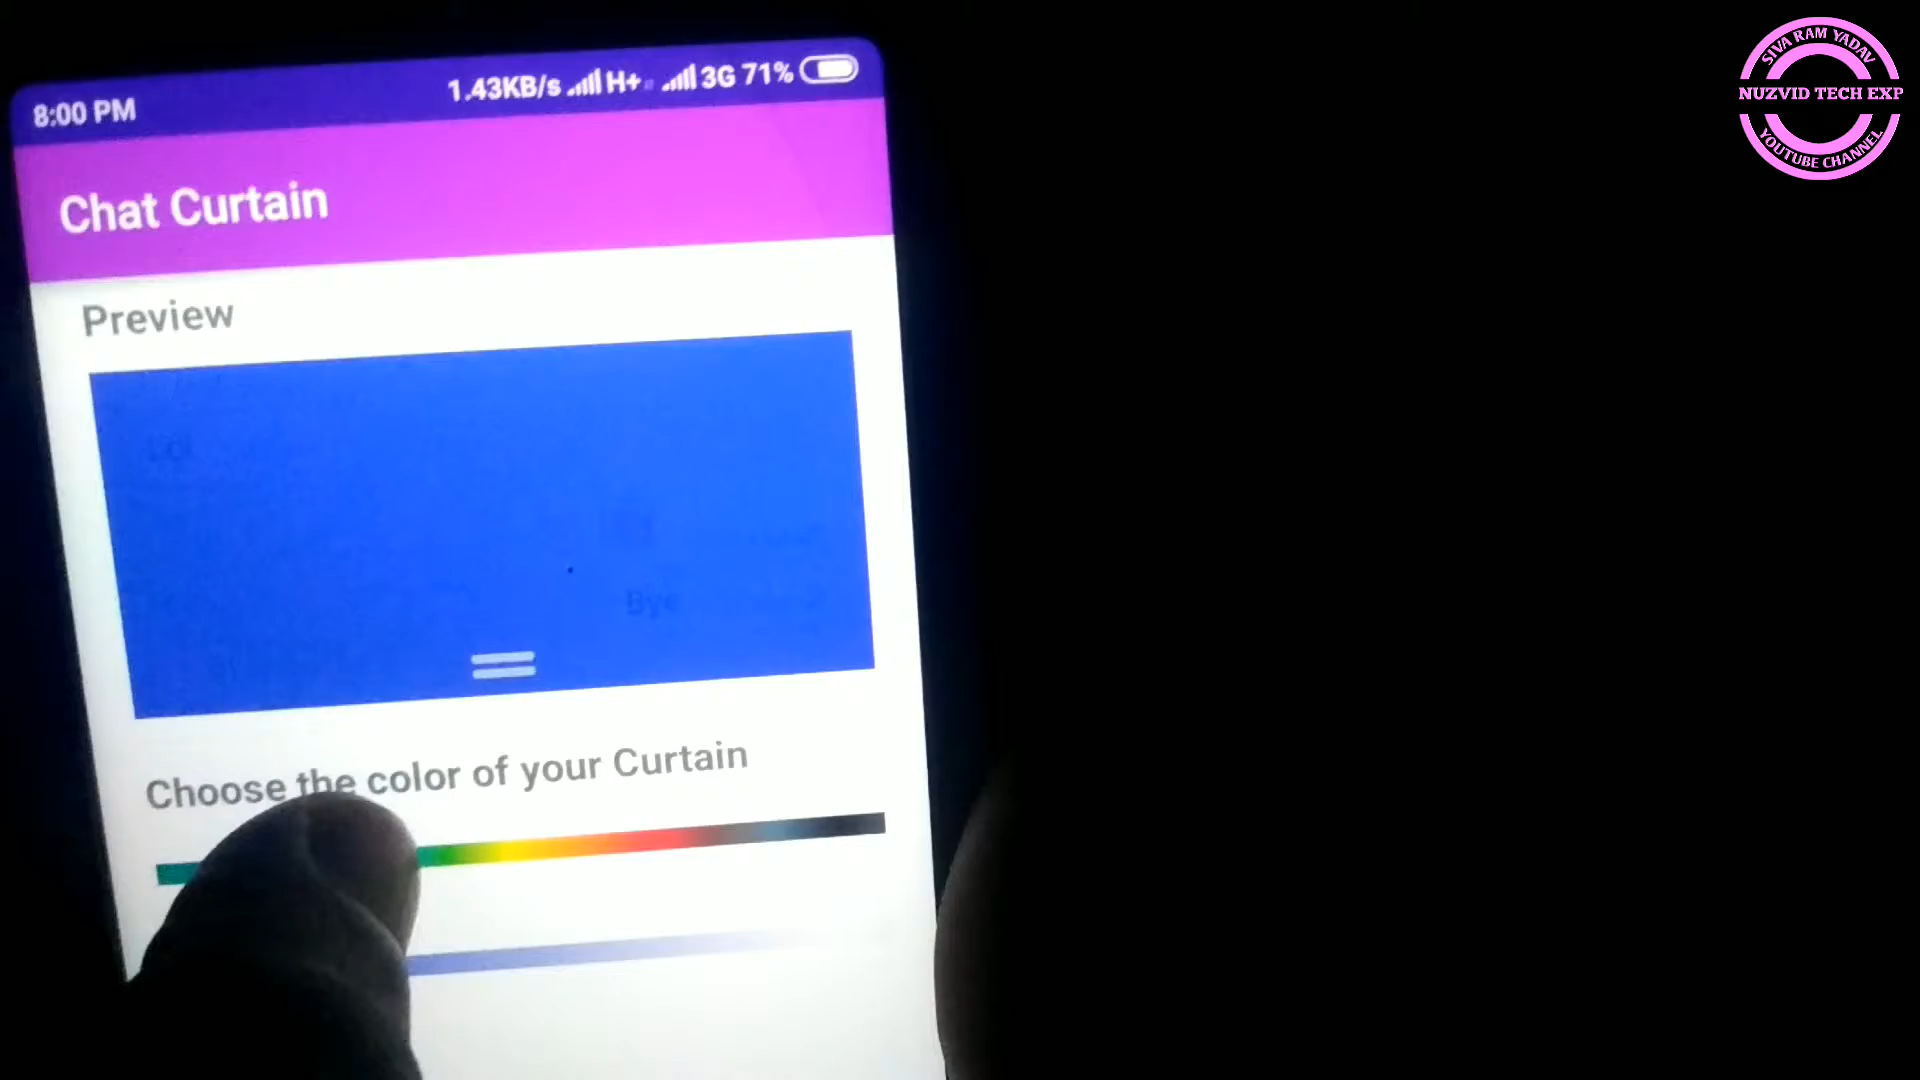 8:00 PM
1.43KB/s H+ 3G 71%
Chat Curtain
Preview
Bye
Choose the color of your Curtain
SIVA RAM YADAV
NUZVID TECH EXP
YOUTUBE CHANNEL